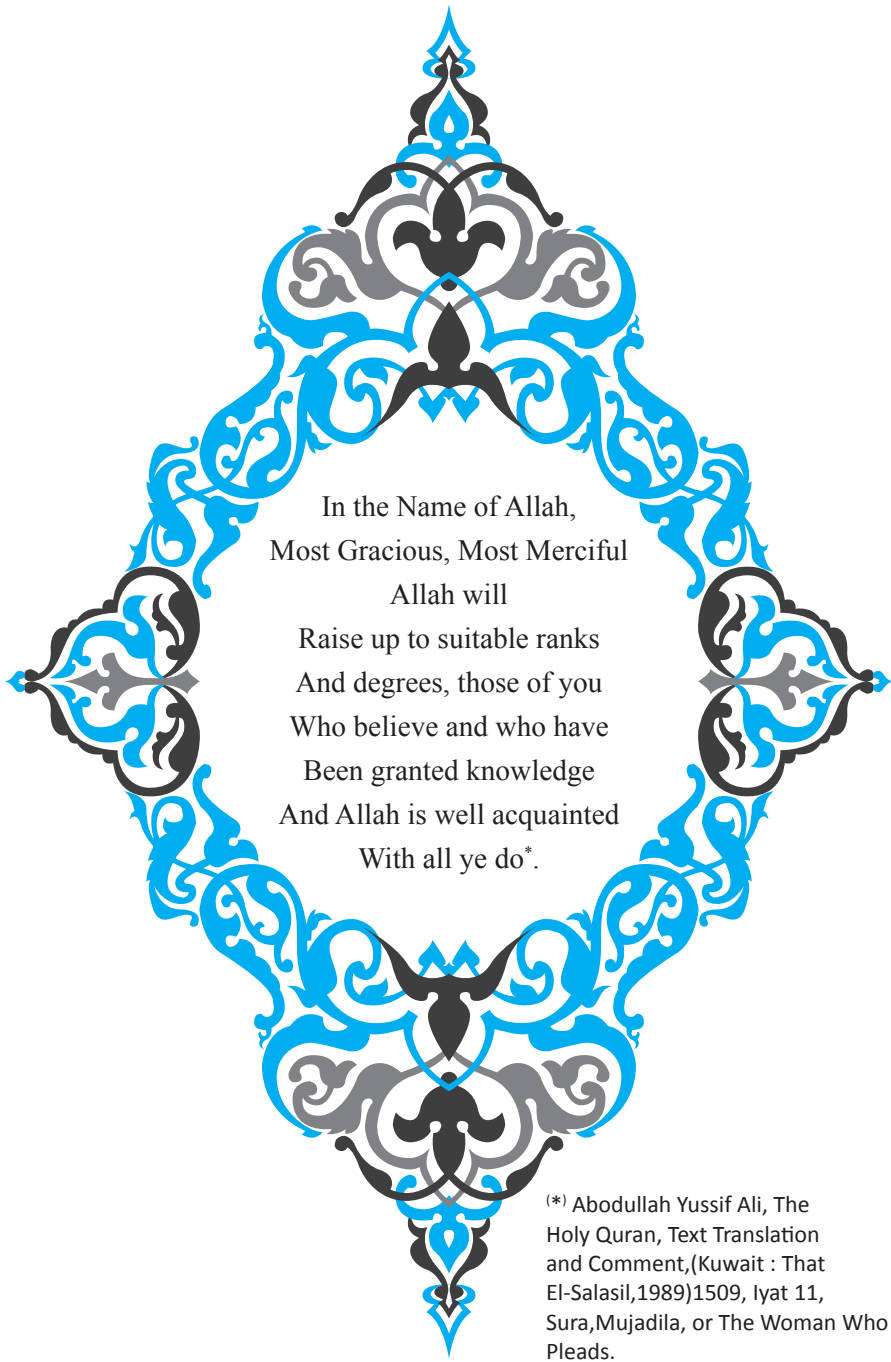 In the Name of Allah,
Most Gracious, Most Merciful
Allah will
Raise up to suitable ranks
And degrees, those of you
Who believe and who have
Been granted knowledge
And Allah is well acquainted
With all ye do*.
(*) Abodullah Yussif Ali, The
Holy Quran, Text Translation
and Comment,(Kuwait : That
El-Salasil,1989)1509, Iyat 11,
Sura,Mujadila, or The Woman Who
Pleads.